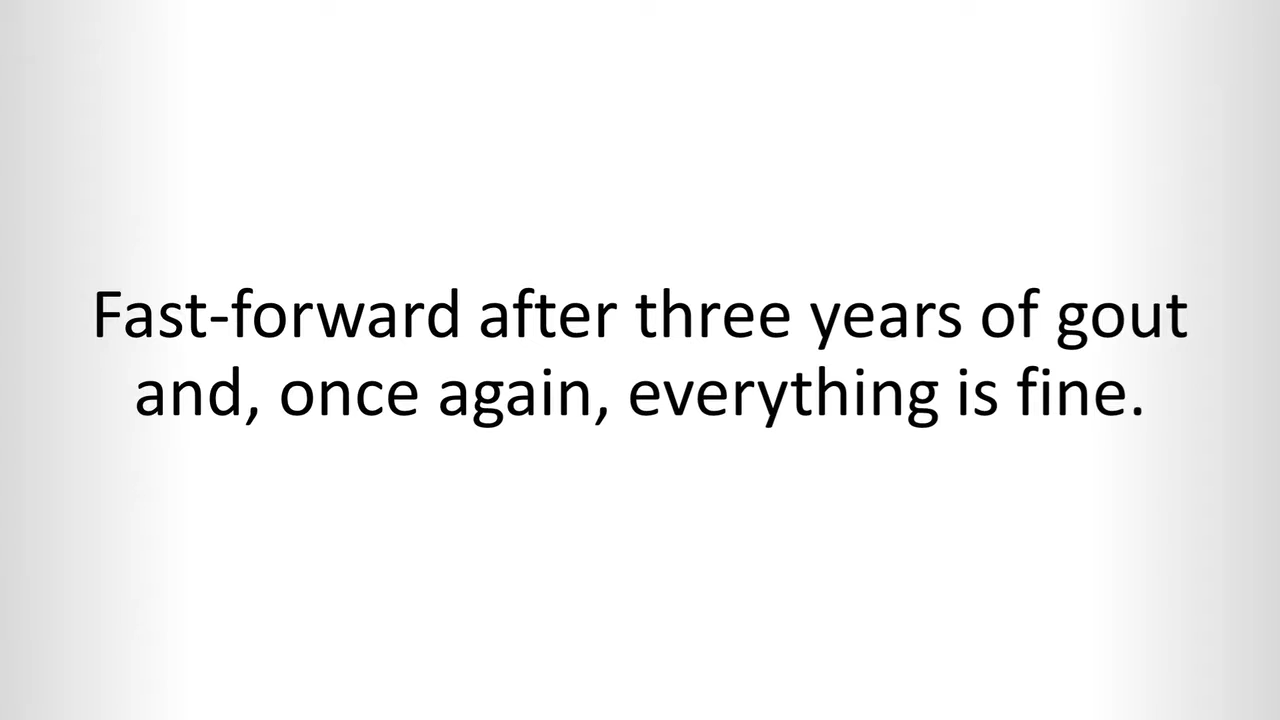 Fast-forward after three years of gout
and, once again, everything is fine.